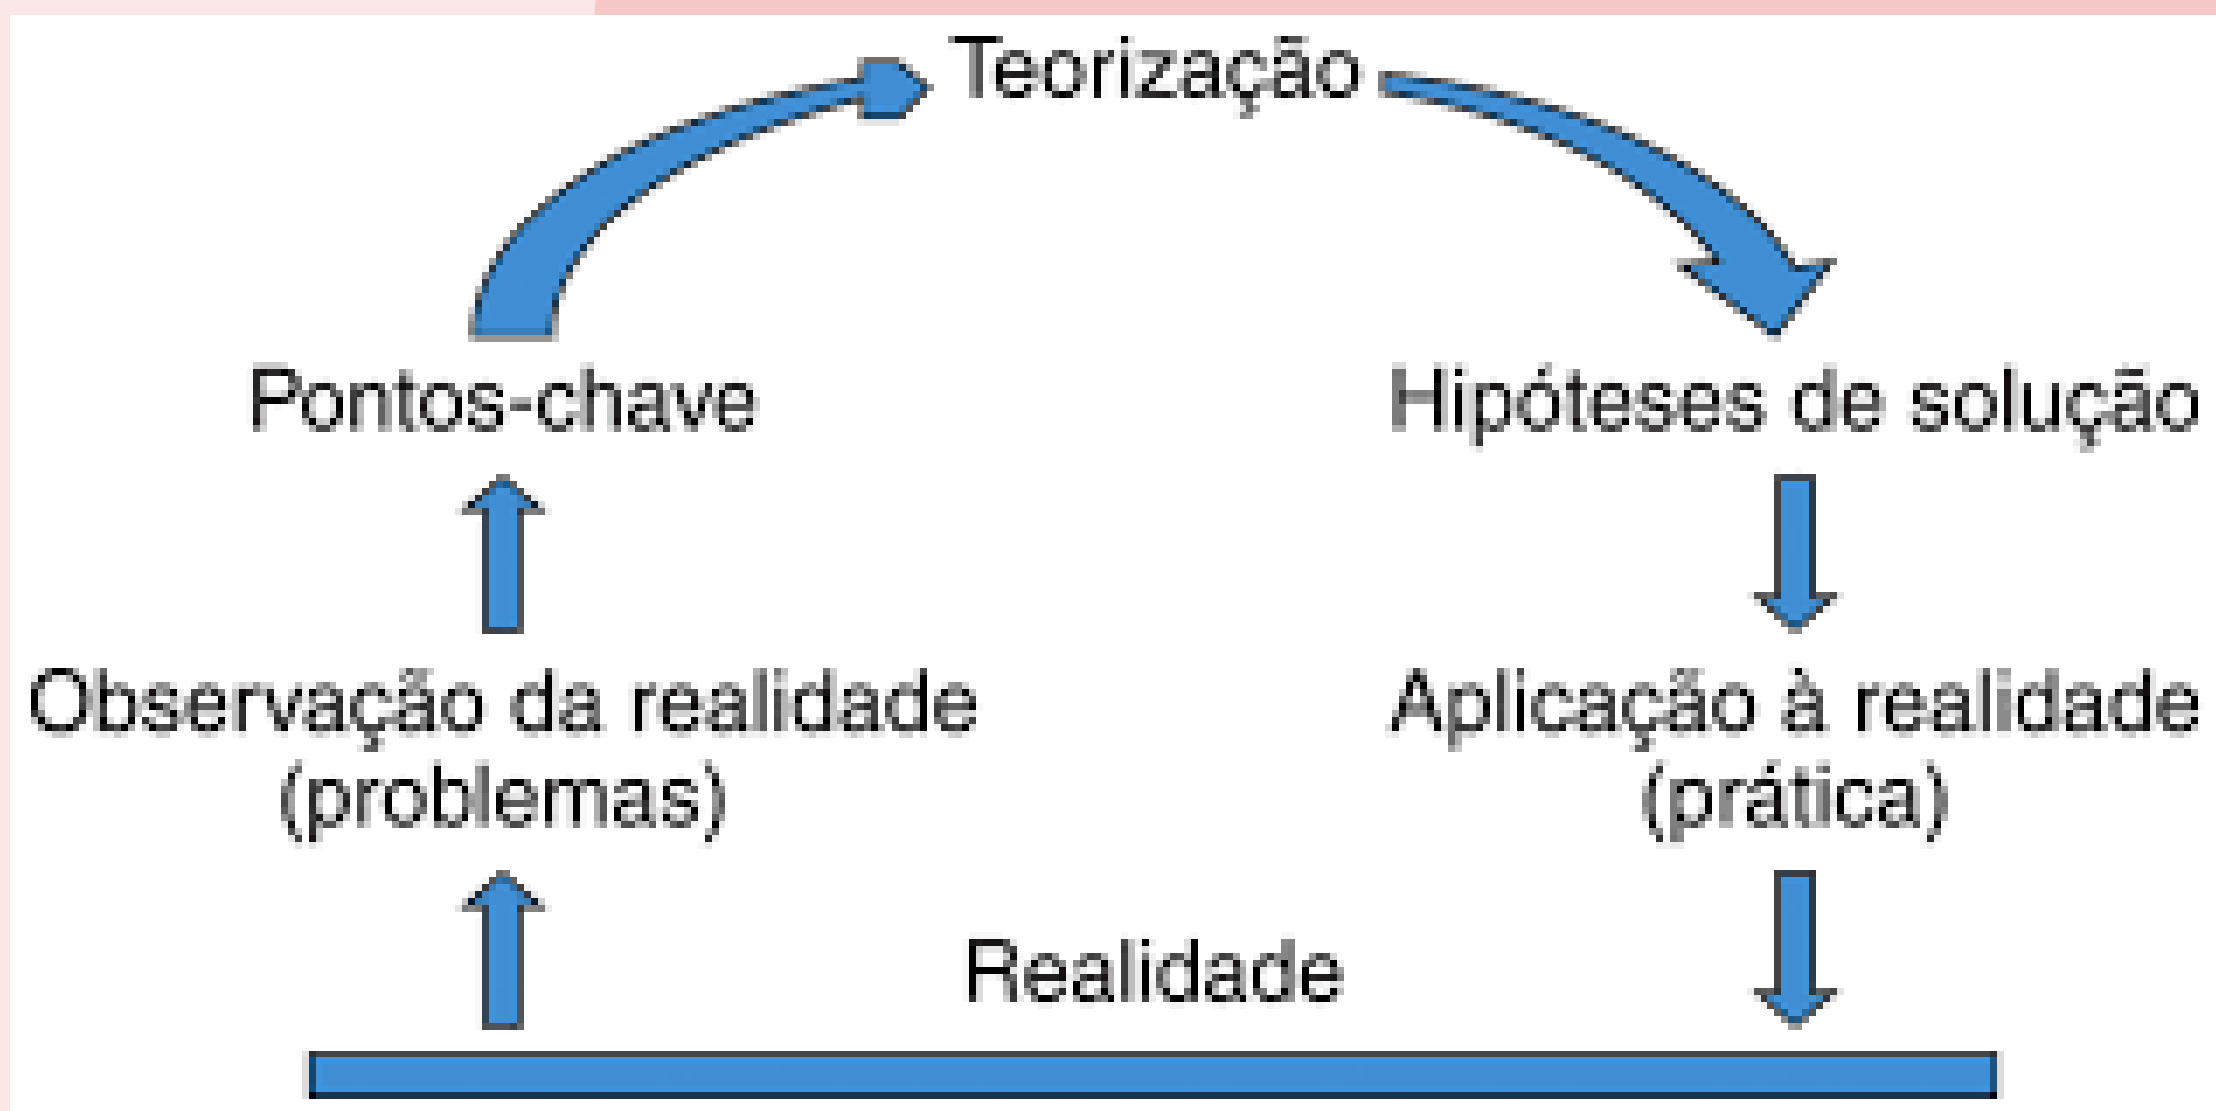 Teorização
Pontos-chave
Hipóteses de solução
Observação da realidade
(problemas)
Aplicação à realidade
(prática)
Realidade